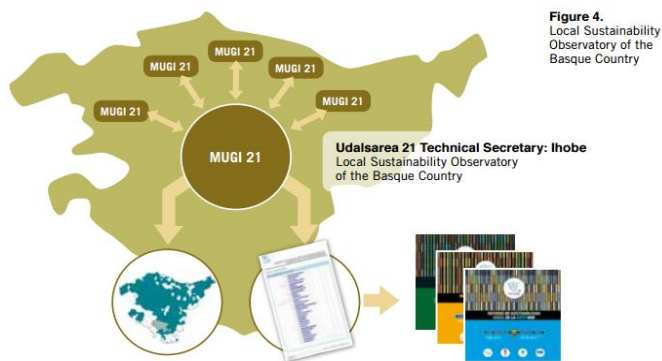 Figure 4.
Local Sustainability
Observatory of the
Basque Country
MUGI 21
MUGI 21
MUGI 21
MUGI 21
MUGI 21
MUGI 21
Udalsarea 21 Technical Secretary: Ihobe
Local Sustainability Observatory
of the Basque Country